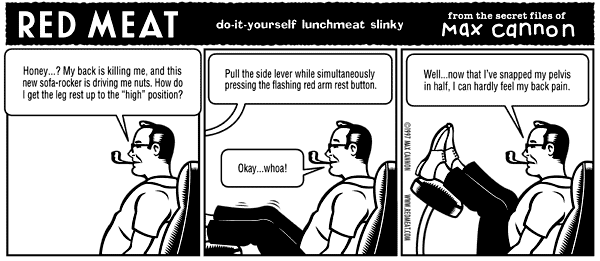 RED MEAT
do-it-yourself lunchmeat slinky
from the secret files of
max cannon
Honey...? My back is killing me, and this
new sofa-rocker is driving me nuts. How do
I get the leg rest up to the "high" position?
Pull the side lever while simultaneously
pressing the flashing red arm rest button.
Okay...whoa!
Well...now that I've snapped my pelvis
in half, I can hardly feel my back pain.
©1997 MAX CANNON
WWW.REDMEAT.COM